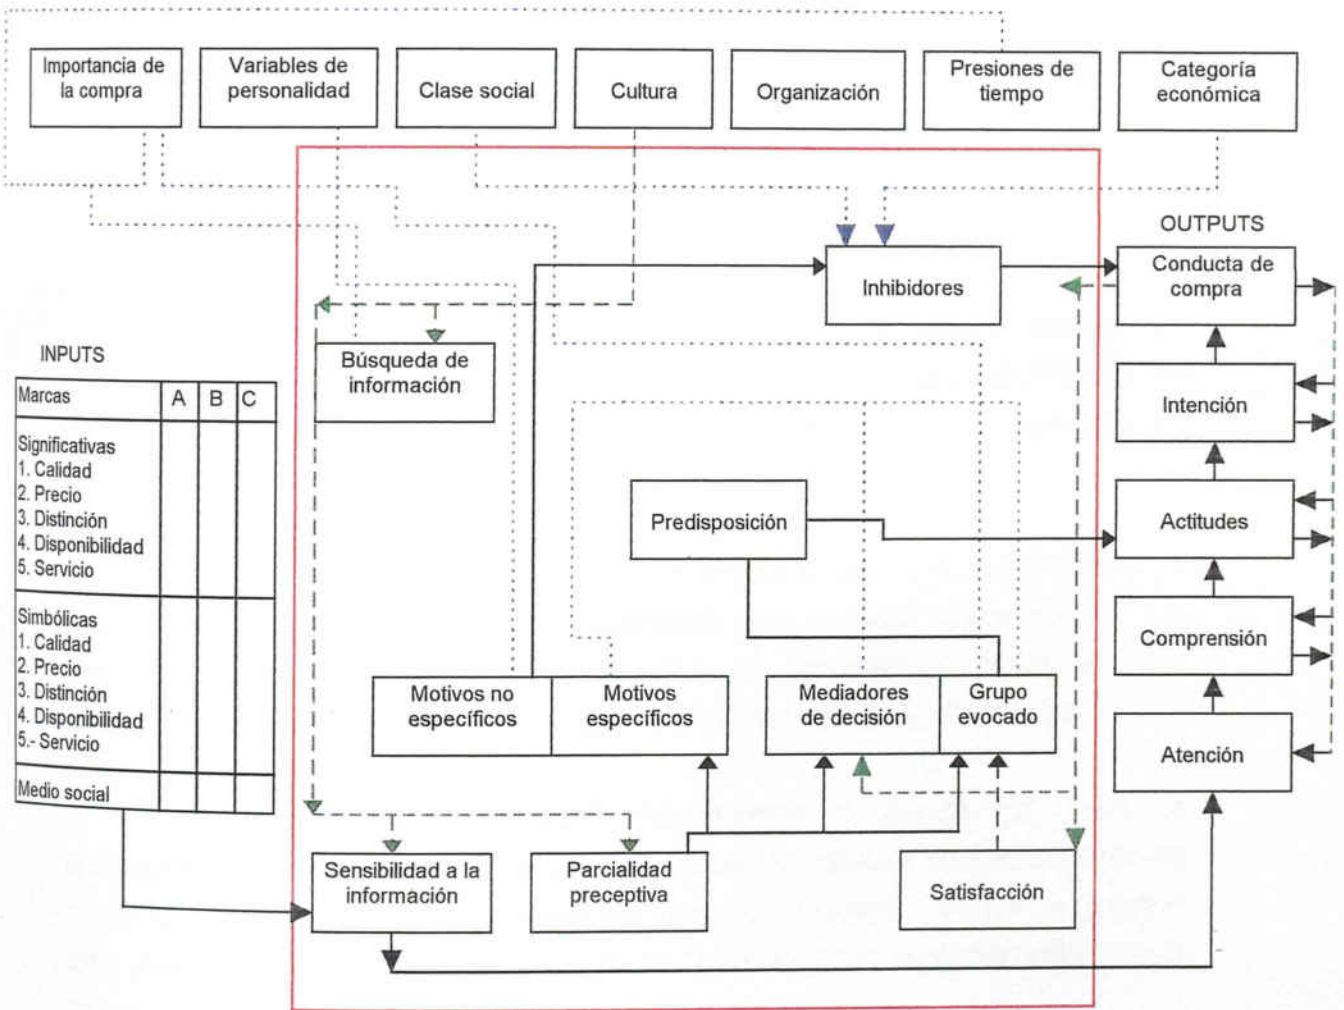 Importancia de
la compra
Variables de
personalidad
Clase social
Cultura
Organización
Presiones de
tiempo
Categoría
económica
OUTPUTS
Inhibidores
Conducta de
compra
INPUTS
Búsqueda de
información
Marcas A B C
Intención
Significativas
1. Calidad
2. Precio
3. Distinción
4. Disponibilidad
5. Servicio
Predisposición
Actitudes
Simbólicas
1. Calidad
2. Precio
3. Distinción
4. Disponibilidad
5.- Servicio
Comprensión
Motivos no
específicos
Motivos
específicos
Mediadores
de decisión
Grupo
evocado
Atención
Medio social
Sensibilidad a la
información
Parcialidad
preceptiva
Satisfacción